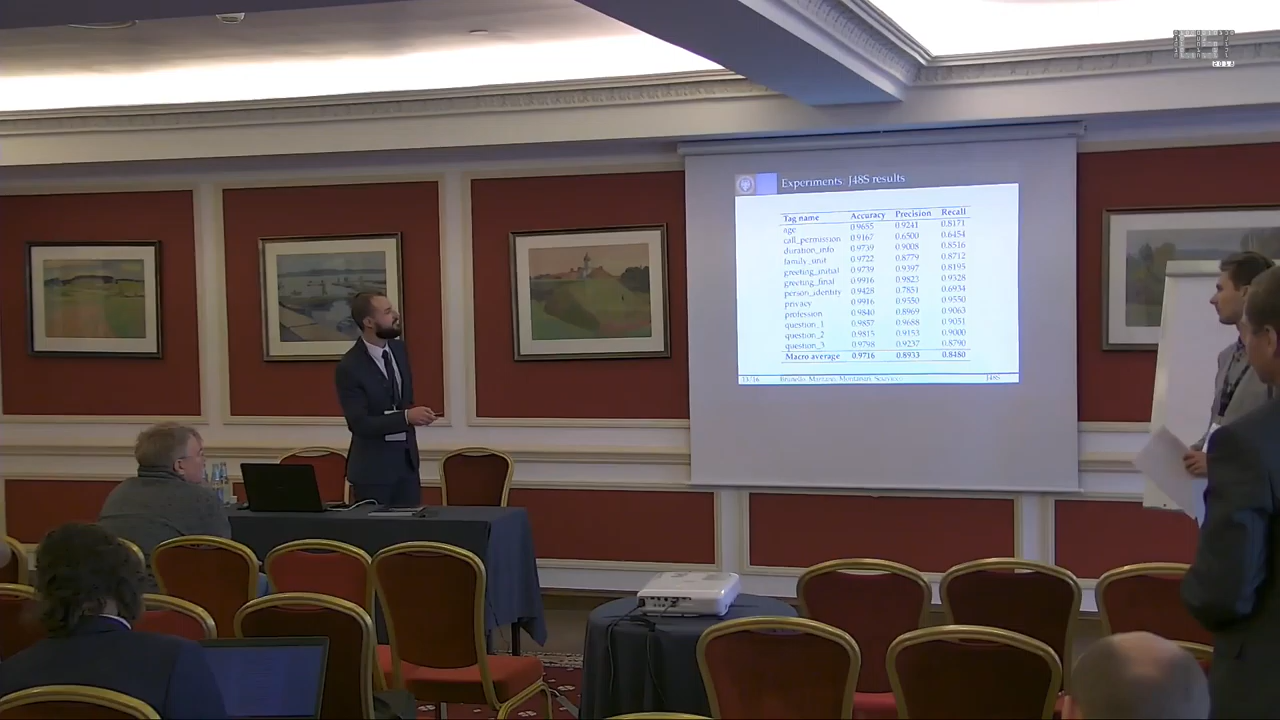 Experiments: J48S results
Tag name Accuracy Precision Recall
age 0.9655 0.9241 0.8171
call_permission 0.9167 0.6500 0.6454
duration_info 0.9739 0.9008 0.8516
family_unit 0.9722 0.8779 0.8712
greeting_initial 0.9739 0.9397 0.8195
greeting_final 0.9916 0.9823 0.9328
person_identity 0.9428 0.7851 0.6934
privacy 0.9916 0.9550 0.9550
profession 0.9840 0.8969 0.9063
question_1 0.9857 0.9688 0.9051
question_2 0.9815 0.9153 0.9000
question_3 0.9798 0.9237 0.8790
Macro average 0.9716 0.8933 0.8480
Brunello, Marzano, Montanari, Sciavicco J48S
2018